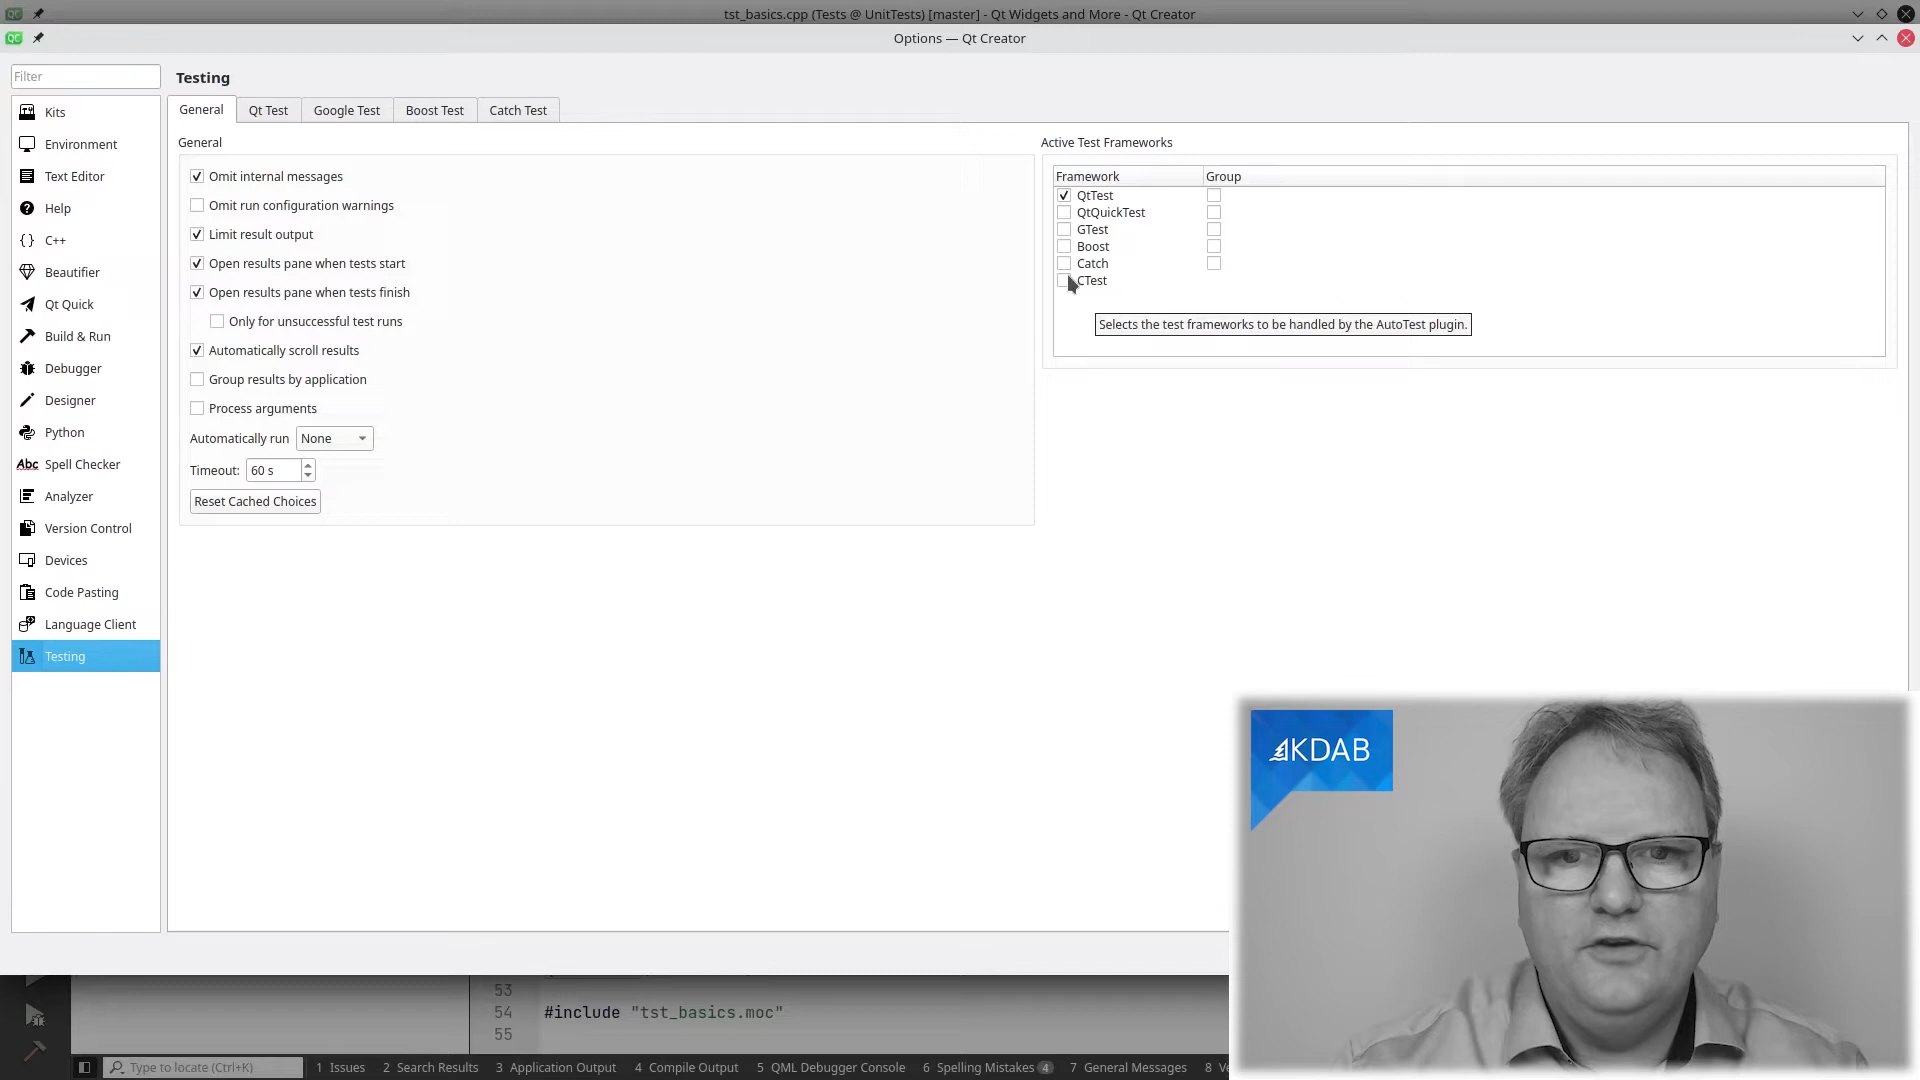 tst_basics.cpp (Tests @ UnitTests) [master] - Qt Widgets and More - Qt Creator
Options — Qt Creator
Filter
Kits
Environment
Text Editor
Help
C++
Beautifier
Qt Quick
Build & Run
Debugger
Designer
Python
Abc Spell Checker
Analyzer
Version Control
Devices
Code Pasting
Language Client
Testing
Testing
General Qt Test Google Test Boost Test Catch Test
General
Omit internal messages
Omit run configuration warnings
Limit result output
Open results pane when tests start
Open results pane when tests finish
Only for unsuccessful test runs
Automatically scroll results
Group results by application
Process arguments
Automatically run None
Timeout: 60 s
Reset Cached Choices
Active Test Frameworks
Framework Group
QtTest
QtQuickTest
GTest
Boost
Catch
CTest
Selects the test frameworks to be handled by the AutoTest plugin.
KDAB
53
54 #include "tst_basics.moc"
55
Type to locate (Ctrl+K) 1 Issues 2 Search Results 3 Application Output 4 Compile Output 5 QML Debugger Console 6 Spelling Mistakes 4 7 General Messages 8